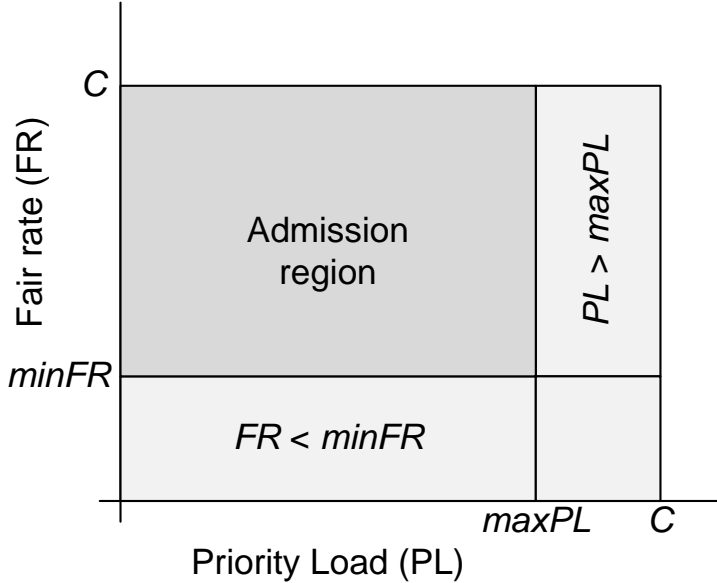 C
Fair rate (FR)
Admission
region
PL > maxPL
minFR
FR < minFR
maxPL
C
Priority Load (PL)